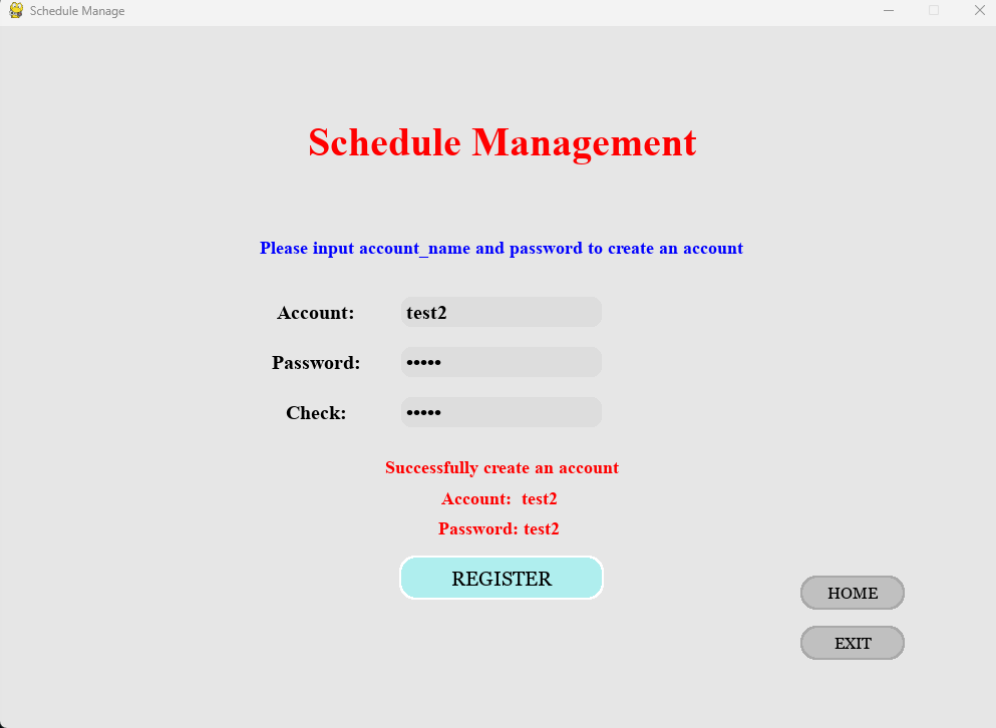 Schedule Manage
Schedule Management
Please input account_name and password to create an account
Account: test2
Password: •••••
Check: •••••
Successfully create an account
Account: test2
Password: test2
REGISTER
HOME
EXIT